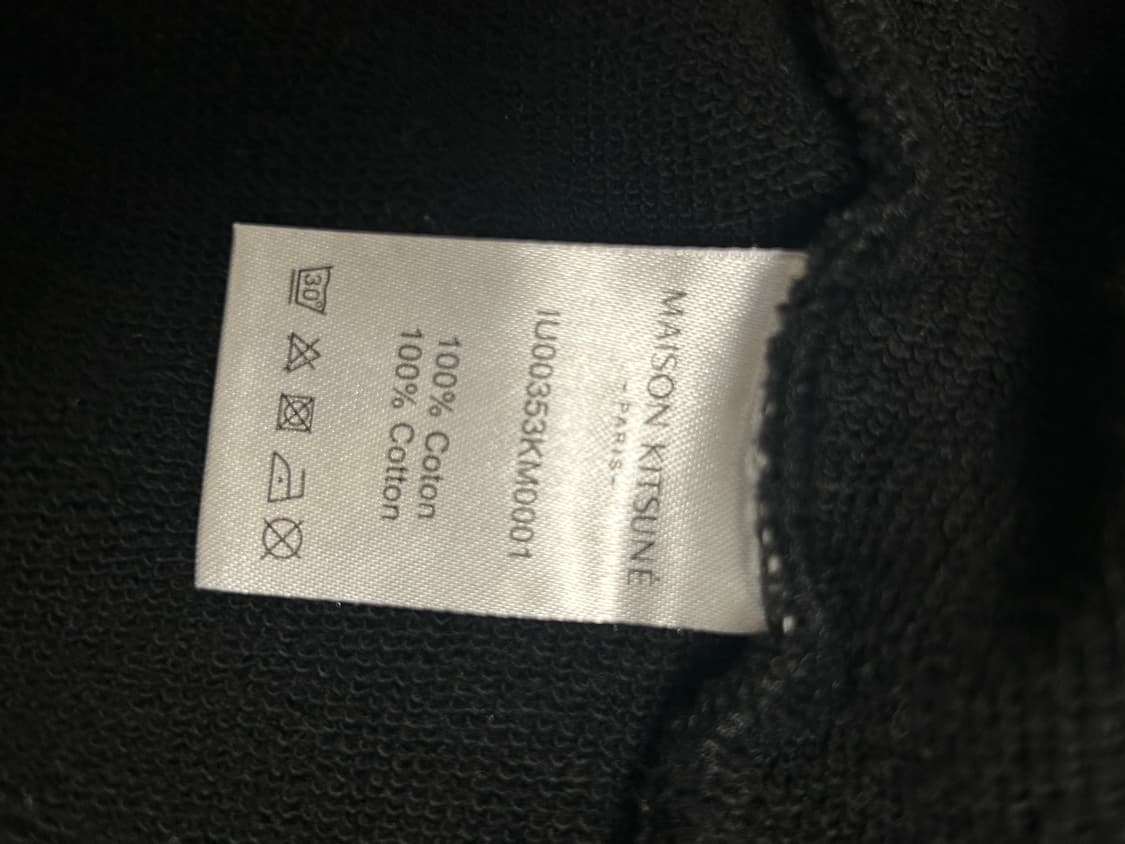 MAISON KITSUNÉ
-PARIS-
IU00353KM0001
100% Coton
100% Cotton
30°